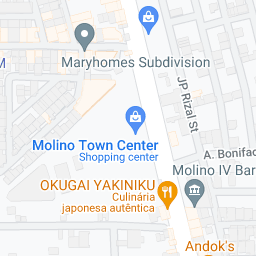 Maryhomes Subdivision
M
JP Rizal St
Molino Town Center
Shopping center
A. Bonifac
Molino IV Bar
OKUGAI YAKINIKU
Culinária
japonesa autêntica
Andok's